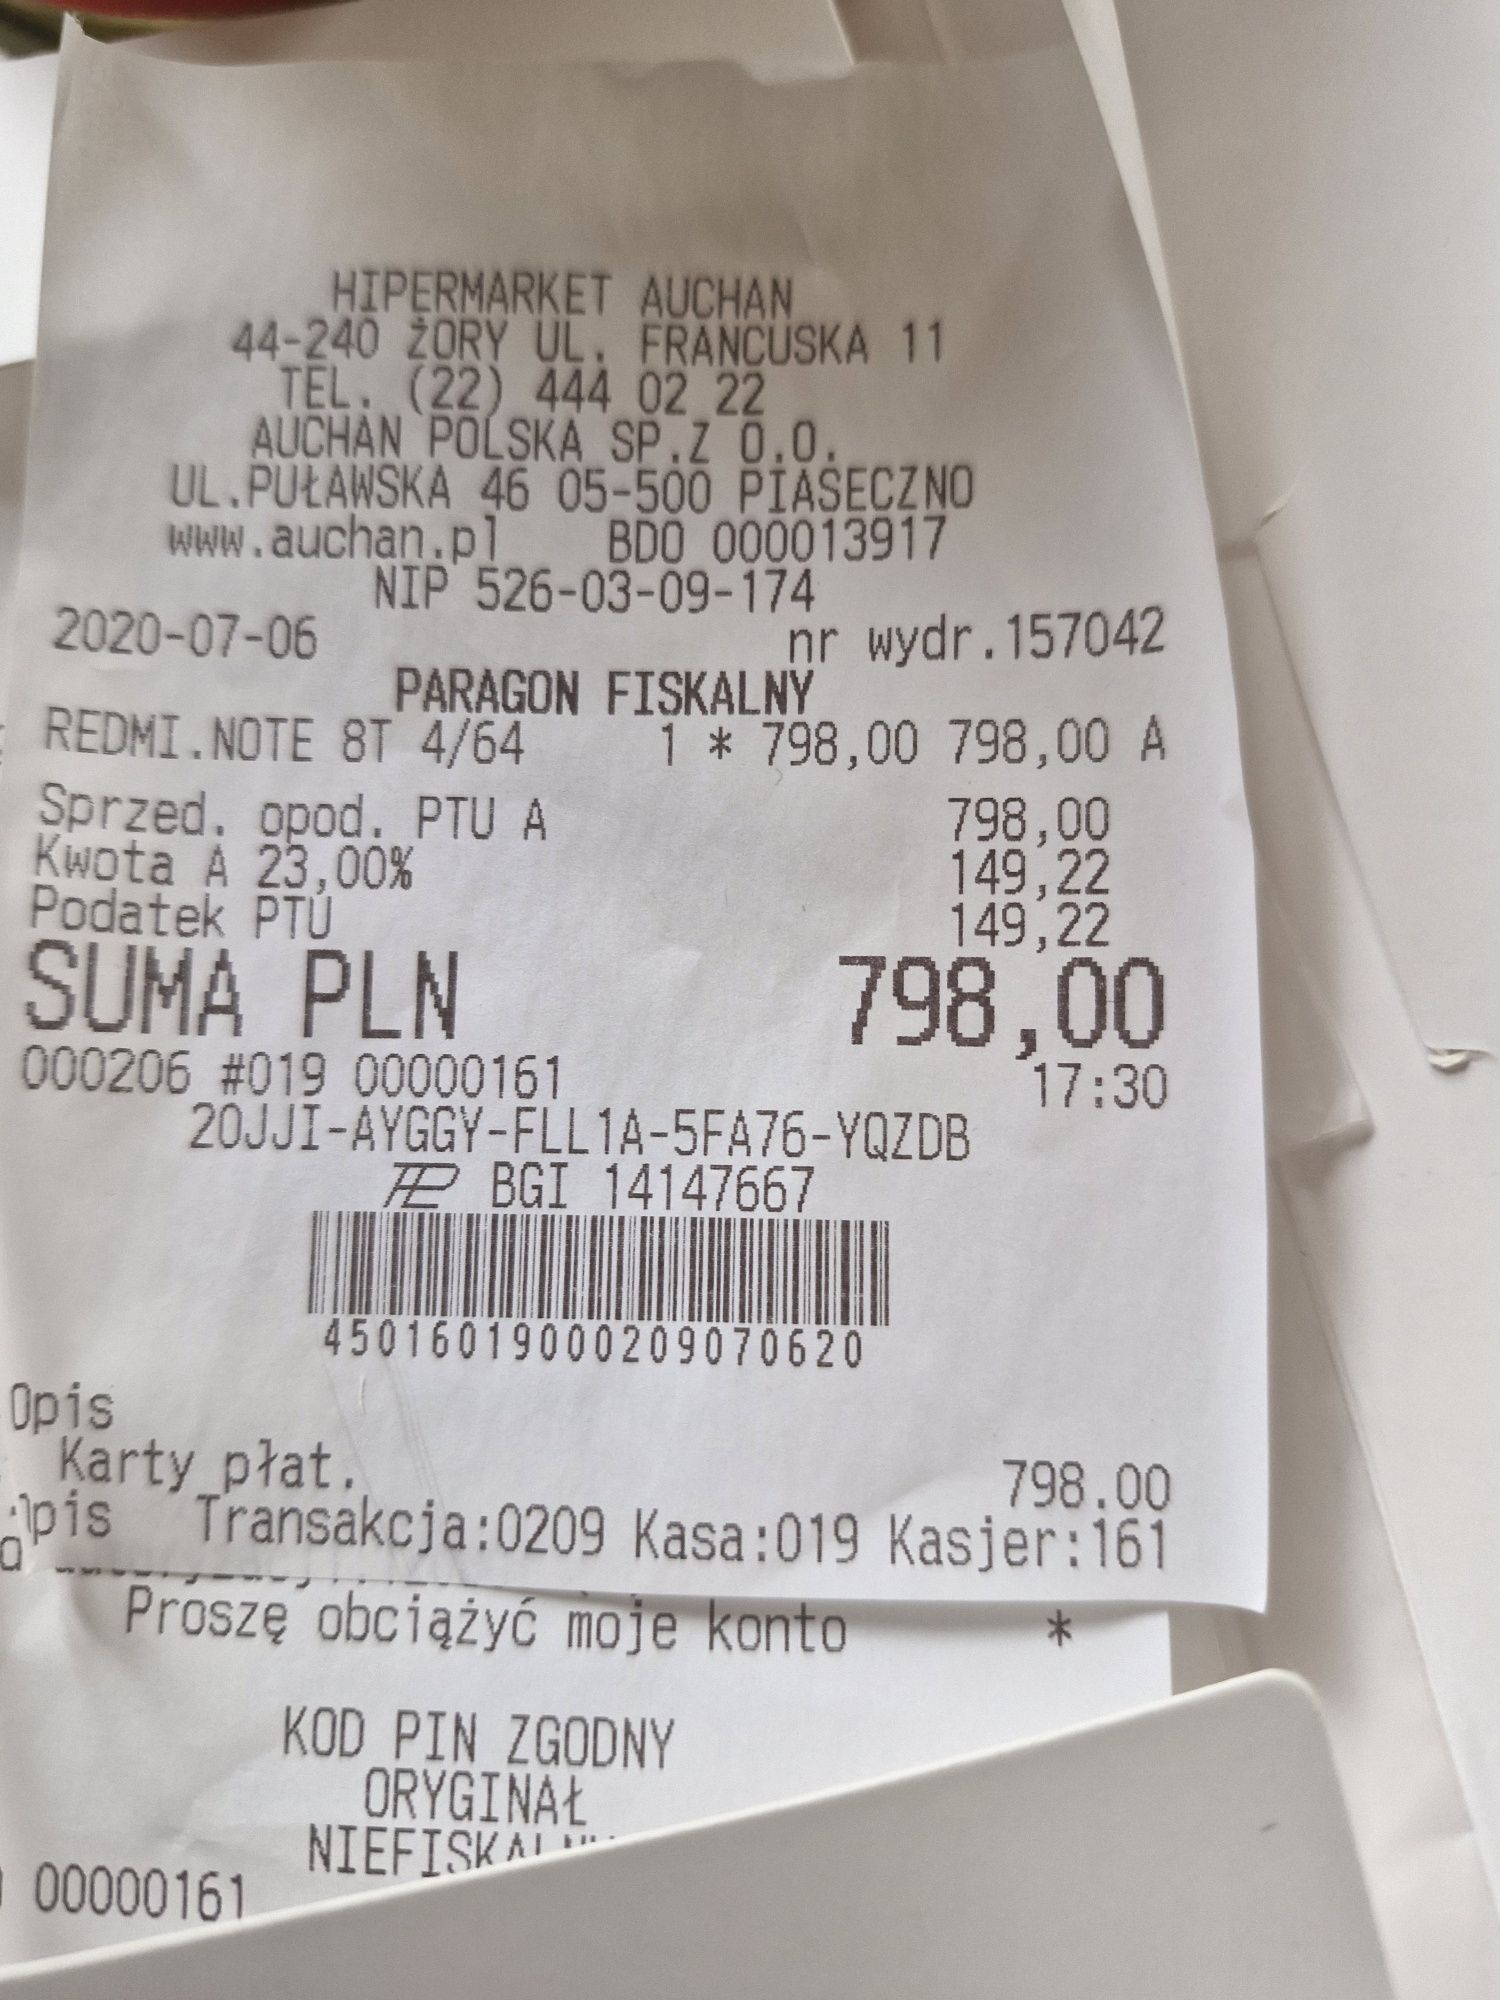 HIPERMARKET AUCHAN
44-240 ŻORY UL. FRANCUSKA 11
TEL. (22) 444 02 22
AUCHAN POLSKA SP.Z O.O.
UL.PUŁAWSKA 46 05-500 PIASECZNO
www.auchan.pl BDO 000013917
NIP 526-03-09-174
2020-07-06 nr wydr.157042
PARAGON FISKALNY
REDMI.NOTE 8T 4/64 1 * 798,00 798,00 A
Sprzed. opod. PTU A 798,00
Kwota A 23,00% 149,22
Podatek PTU 149,22
SUMA PLN 798,00
000206 #019 00000161 17:30
20JJI-AYGGY-FLL1A-5FA76-YQZDB
BGI 14147667
45016019000209070620
Opis
Karty płat. 798.00
Opis Transakcja:0209 Kasa:019 Kasjer:161
Proszę obciążyć moje konto *
KOD PIN ZGODNY
ORYGINAŁ
00000161